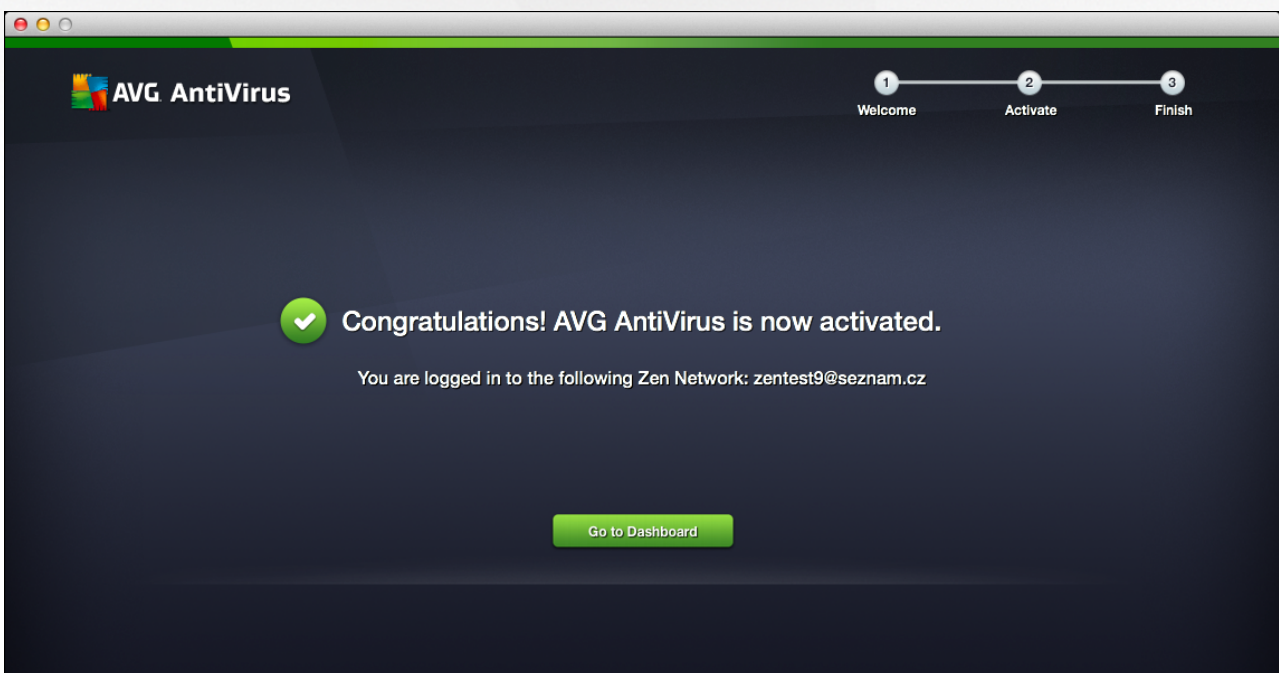 AVG AntiVirus
1 2 3
Welcome Activate Finish
Congratulations! AVG AntiVirus is now activated.
You are logged in to the following Zen Network: zentest9@seznam.cz
Go to Dashboard